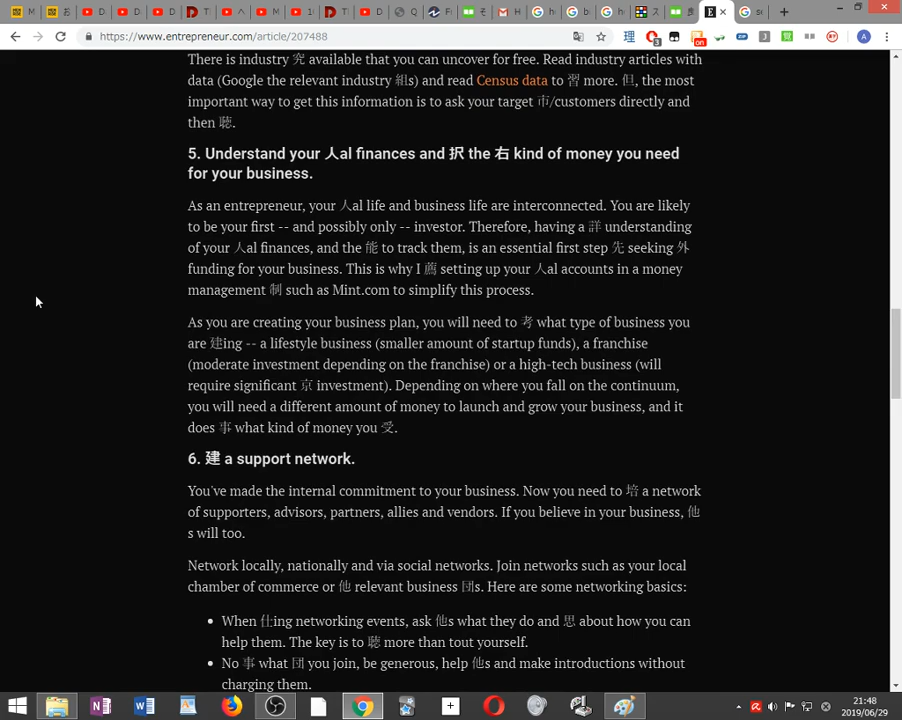 https://www.entrepreneur.com/article/207488
There is industry 究 available that you can uncover for free. Read industry articles with
data (Google the relevant industry 組s) and read Census data to 習 more. 但, the most
important way to get this information is to ask your target 市/customers directly and
then 聴.
5. Understand your 人al finances and 択 the 右 kind of money you need
for your business.
As an entrepreneur, your 人al life and business life are interconnected. You are likely
to be your first -- and possibly only -- investor. Therefore, having a 詳 understanding
of your 人al finances, and the 能 to track them, is an essential first step 先 seeking 外
funding for your business. This is why I 薦 setting up your 人al accounts in a money
management 制 such as Mint.com to simplify this process.
As you are creating your business plan, you will need to 考 what type of business you
are 建ing -- a lifestyle business (smaller amount of startup funds), a franchise
(moderate investment depending on the franchise) or a high-tech business (will
require significant 京 investment). Depending on where you fall on the continuum,
you will need a different amount of money to launch and grow your business, and it
does 事 what kind of money you 受.
6. 建 a support network.
You've made the internal commitment to your business. Now you need to 培 a network
of supporters, advisors, partners, allies and vendors. If you believe in your business, 他
s will too.
Network locally, nationally and via social networks. Join networks such as your local
chamber of commerce or 他 relevant business 団s. Here are some networking basics:
When 仕ing networking events, ask 他s what they do and 思 about how you can
help them. The key is to 聴 more than tout yourself.
No 事 what 団 you join, be generous, help 他s and make introductions without
charging them.
21:48
2019/06/29